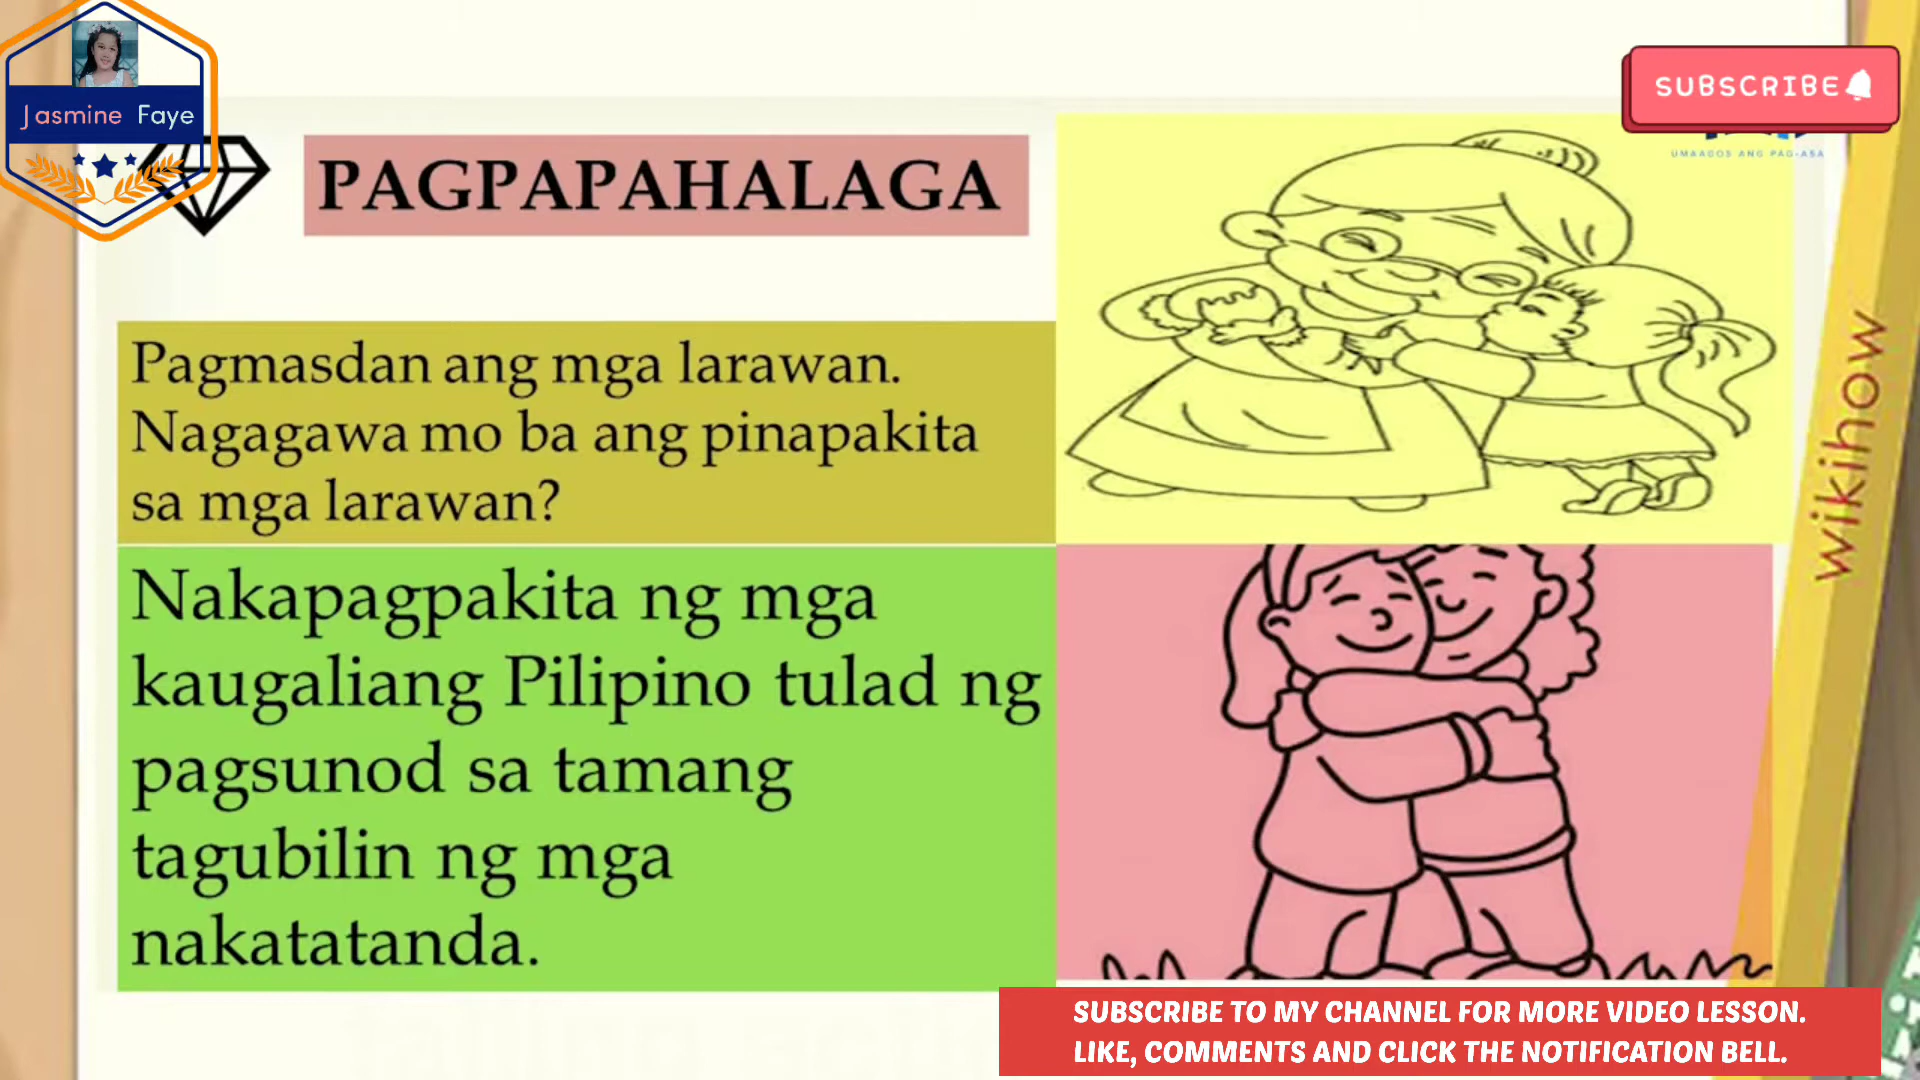 Jasmine Faye
SUBSCRIBE
UMAAGOS ANG PAG-ASA
PAGPAPAHALAGA
Pagmasdan ang mga larawan.
Nagagawa mo ba ang pinapakita
sa mga larawan?
wikihow
Nakapagpakita ng mga
kaugaliang Pilipino tulad ng
pagsunod sa tamang
tagubilin ng mga
nakatatanda.
SUBSCRIBE TO MY CHANNEL FOR MORE VIDEO LESSON.
LIKE, COMMENTS AND CLICK THE NOTIFICATION BELL.